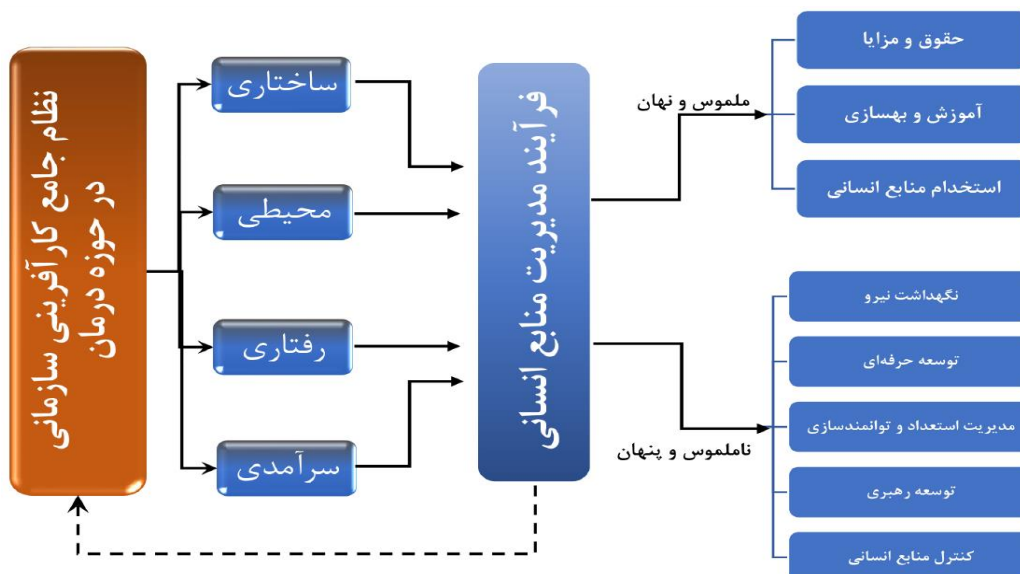 نظام جامع کارآفرینی سازمانی
در حوزه درمان
ساختاری
محیطی
رفتاری
سرآمدی
فرآیند مدیریت منابع انسانی
ملموس و نهان
حقوق و مزایا
آموزش و بهسازی
استخدام منابع انسانی
ناملموس و پنهان
نگهداشت نیرو
توسعه حرفه‌ای
مدیریت استعداد و توانمندسازی
توسعه رهبری
کنترل منابع انسانی